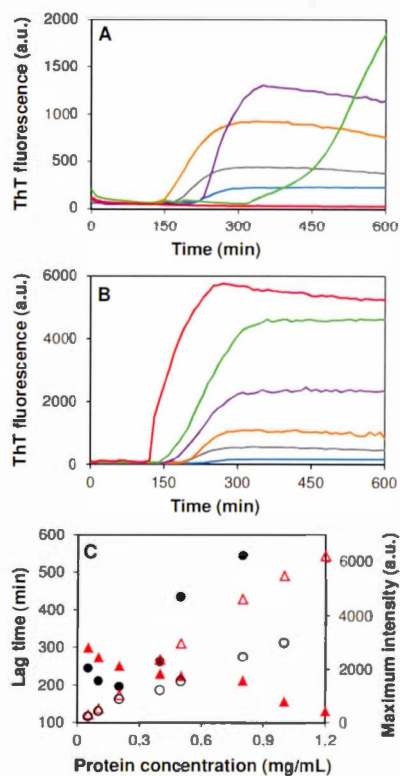 A
ThT fluorescence (a.u.)
2000
1500
1000
500
0
0 150 300 450 600
Time (min)
B
ThT fluorescence (a.u.)
6000
4000
2000
0
0 150 300 450 600
Time (min)
C
Lag time (min)
600
500
400
300
200
100
Maximum intensity (a.u.)
6000
4000
2000
0
0 0.3 0.6 0.9 1.2
Protein concentration (mg/mL)